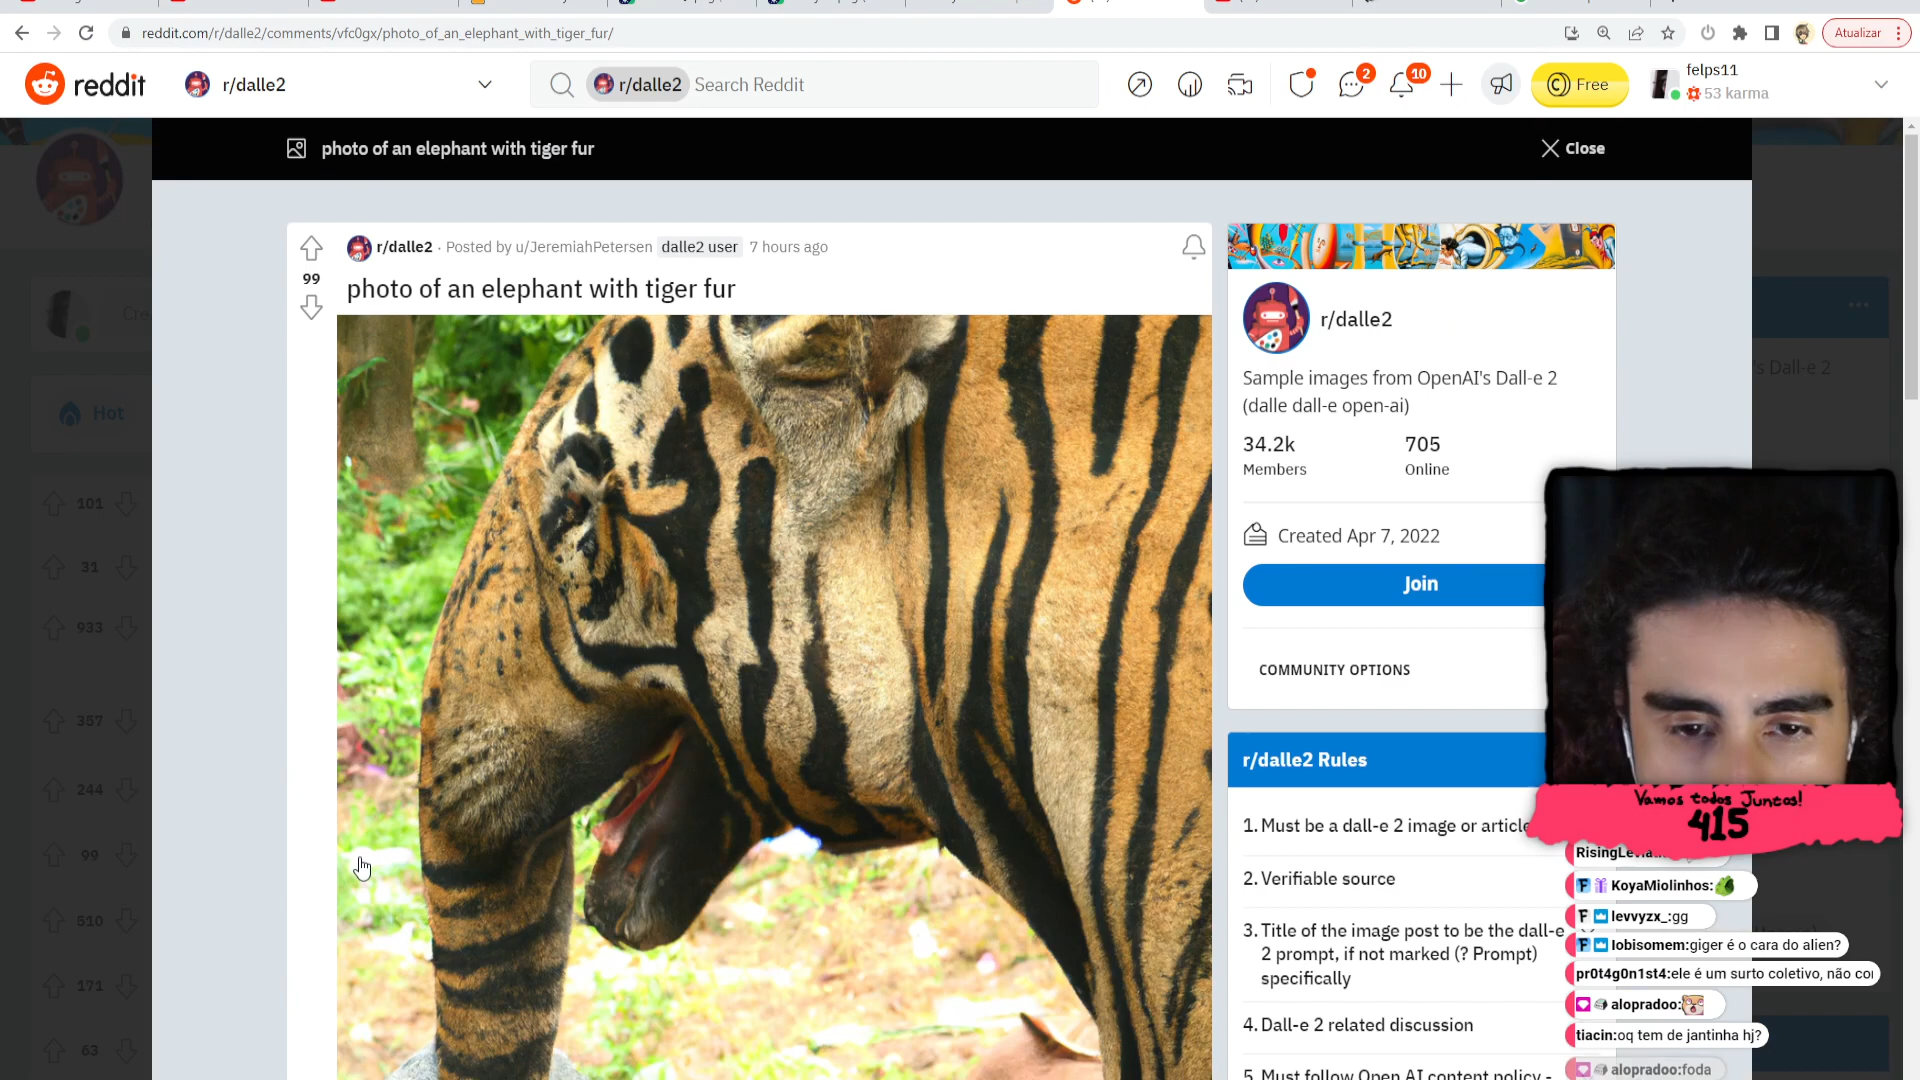 reddit.com/r/dalle2/comments/vfc0gx/photo_of_an_elephant_with_tiger_fur/
Atualizar
reddit
r/dalle2
r/dalle2
Search Reddit
2
10
Free
felps11
53 karma
photo of an elephant with tiger fur
Close
r/dalle2 · Posted by u/JeremiahPetersen dalle2 user 7 hours ago
99
photo of an elephant with tiger fur
Hot
101
31
933
357
244
99
510
171
63
r/dalle2
Sample images from OpenAI's Dall-e 2
(dalle dall-e open-ai)
34.2k
Members
705
Online
Created Apr 7, 2022
Join
COMMUNITY OPTIONS
r/dalle2 Rules
1. Must be a dall-e 2 image or article
2. Verifiable source
3. Title of the image post to be the dall-e
2 prompt, if not marked (? Prompt)
specifically
4. Dall-e 2 related discussion
5. Must follow Open AI content policy -
's Dall-e 2
Vamos todos Juntos!
415
KoyaMiolinhos:
levvyzx_:gg
lobisomem:giger é o cara do alien?
pr0t4g0n1st4:ele é um surto coletivo, não
alopradoo:
tiacin:oq tem de jantinha hj?
alopradoo:foda